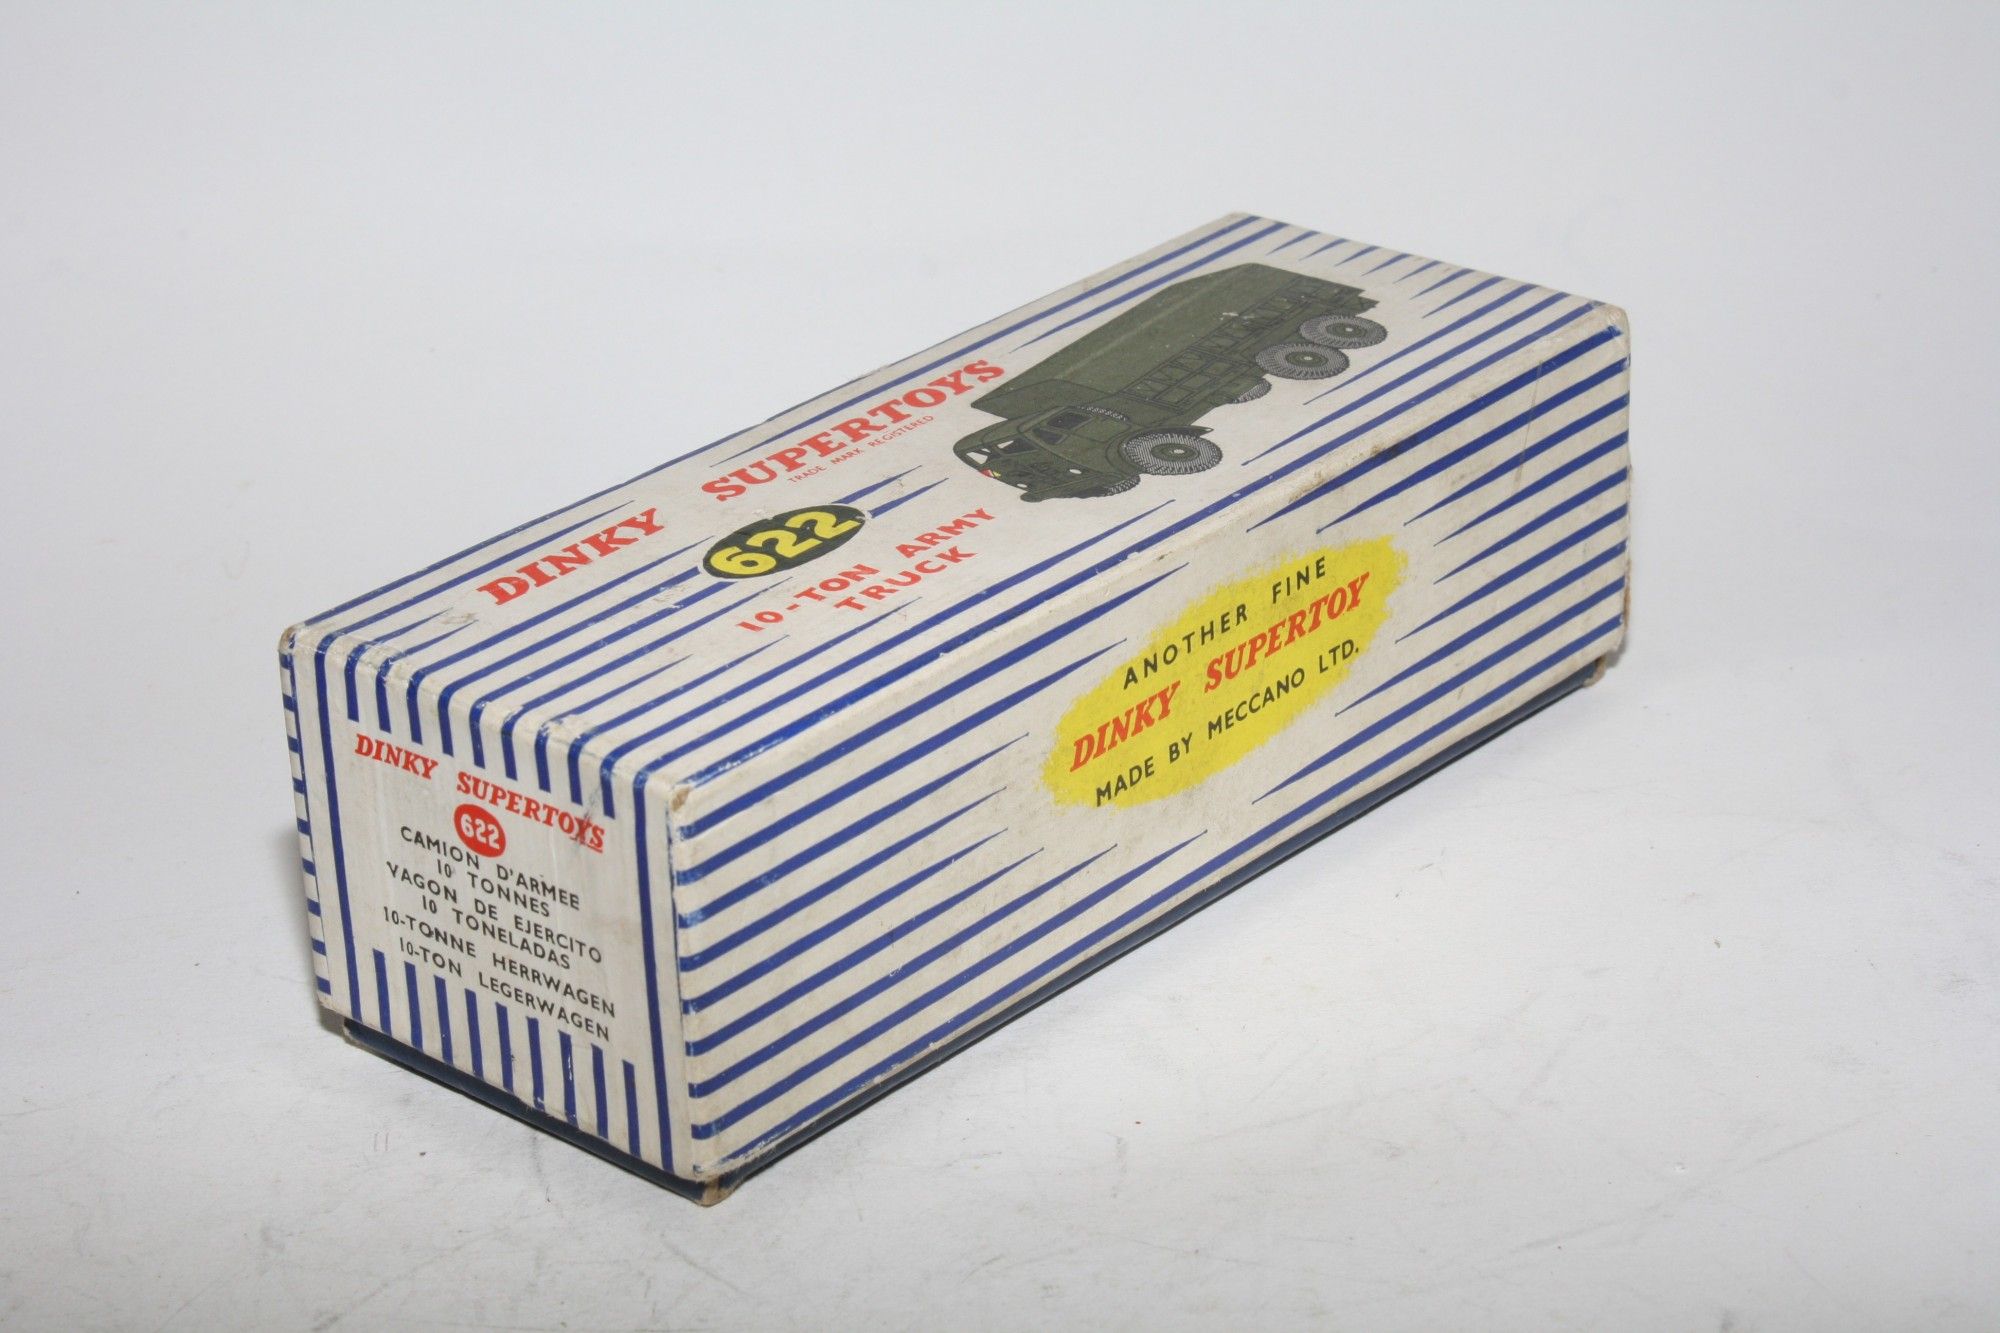 DINKY SUPERTOYS
TRADE MARK REGISTERED
622
10-TON ARMY
TRUCK
ANOTHER FINE
DINKY SUPERTOY
MADE BY MECCANO LTD.
DINKY SUPERTOYS
622
CAMION D'ARMEE
10 TONNES
VAGON DE EJERCITO
10 TONELADAS
10-TONNE HERRWAGEN
10-TON LEGERWAGEN